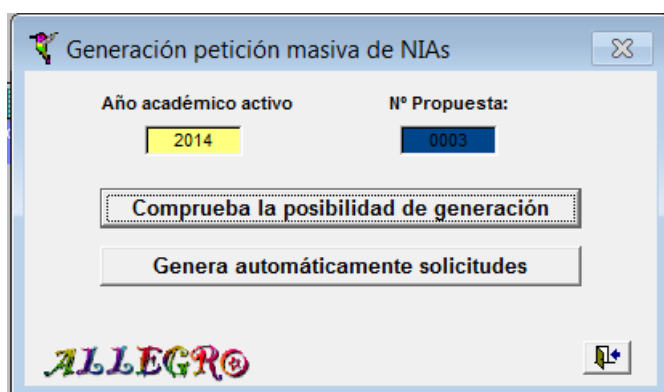 Generación petición masiva de NIAs
Año académico activo Nº Propuesta:
2014 0003
Comprueba la posibilidad de generación
Genera automáticamente solicitudes
ALLEGRO